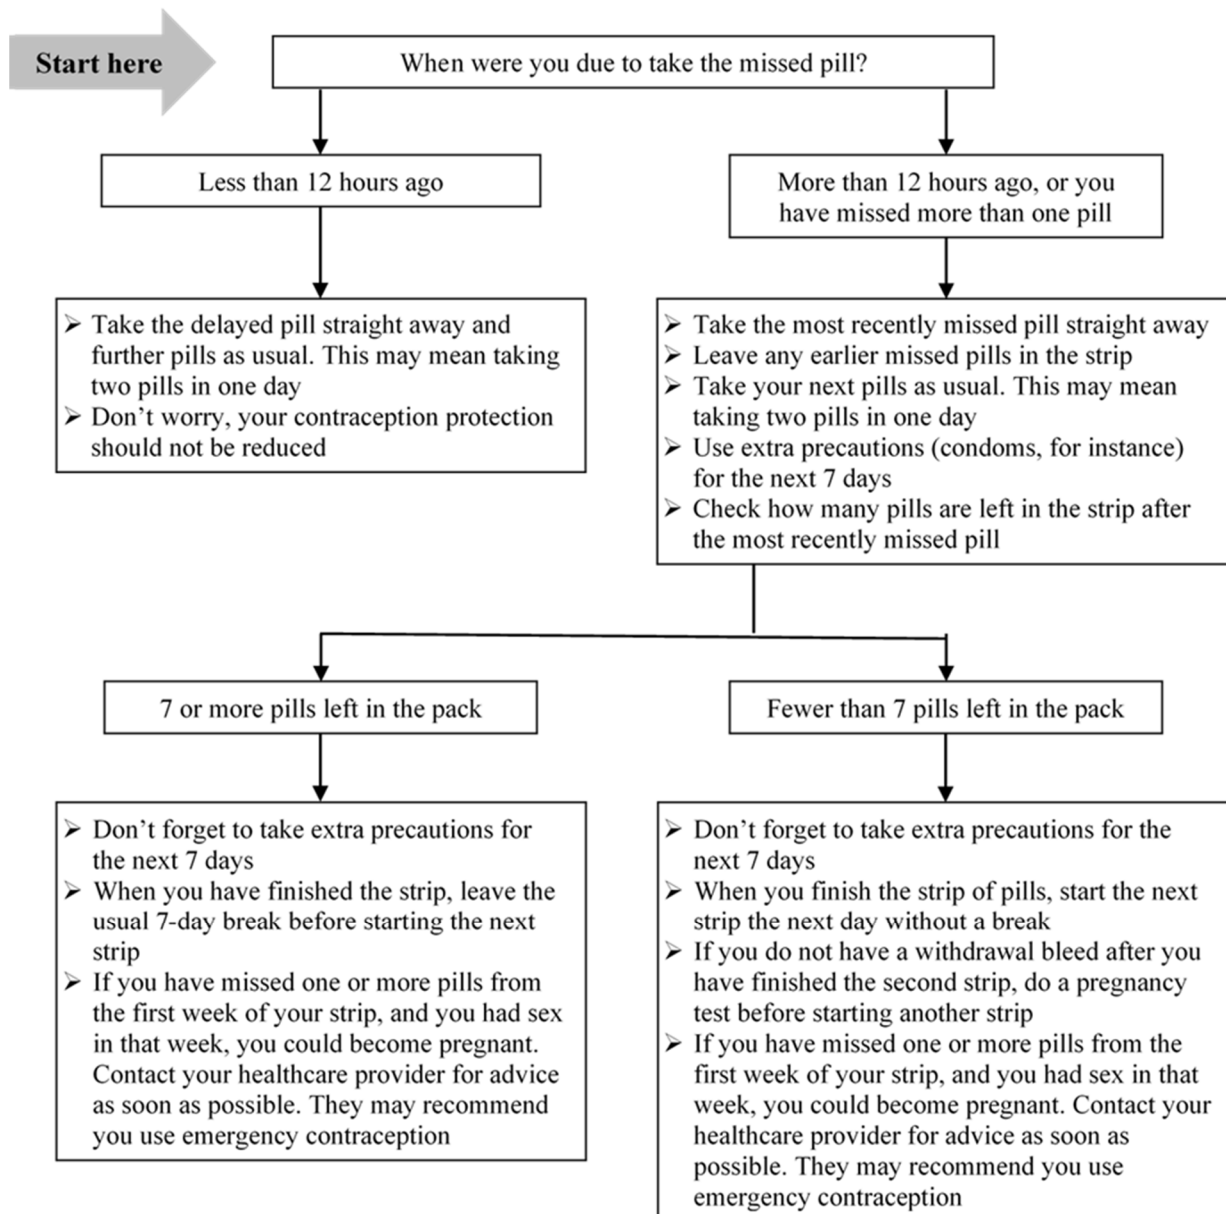 Start here
When were you due to take the missed pill?
Less than 12 hours ago
More than 12 hours ago, or you
have missed more than one pill
➢ Take the delayed pill straight away and
further pills as usual. This may mean taking
two pills in one day
➢ Don’t worry, your contraception protection
should not be reduced
➢ Take the most recently missed pill straight away
➢ Leave any earlier missed pills in the strip
➢ Take your next pills as usual. This may mean
taking two pills in one day
➢ Use extra precautions (condoms, for instance)
for the next 7 days
➢ Check how many pills are left in the strip after
the most recently missed pill
7 or more pills left in the pack
Fewer than 7 pills left in the pack
➢ Don’t forget to take extra precautions for
the next 7 days
➢ When you have finished the strip, leave the
usual 7-day break before starting the next
strip
➢ If you have missed one or more pills from
the first week of your strip, and you had sex
in that week, you could become pregnant.
Contact your healthcare provider for advice
as soon as possible. They may recommend
you use emergency contraception
➢ Don’t forget to take extra precautions for the
next 7 days
➢ When you finish the strip of pills, start the next
strip the next day without a break
➢ If you do not have a withdrawal bleed after you
have finished the second strip, do a pregnancy
test before starting another strip
➢ If you have missed one or more pills from the
first week of your strip, and you had sex in that
week, you could become pregnant. Contact your
healthcare provider for advice as soon as
possible. They may recommend you use
emergency contraception